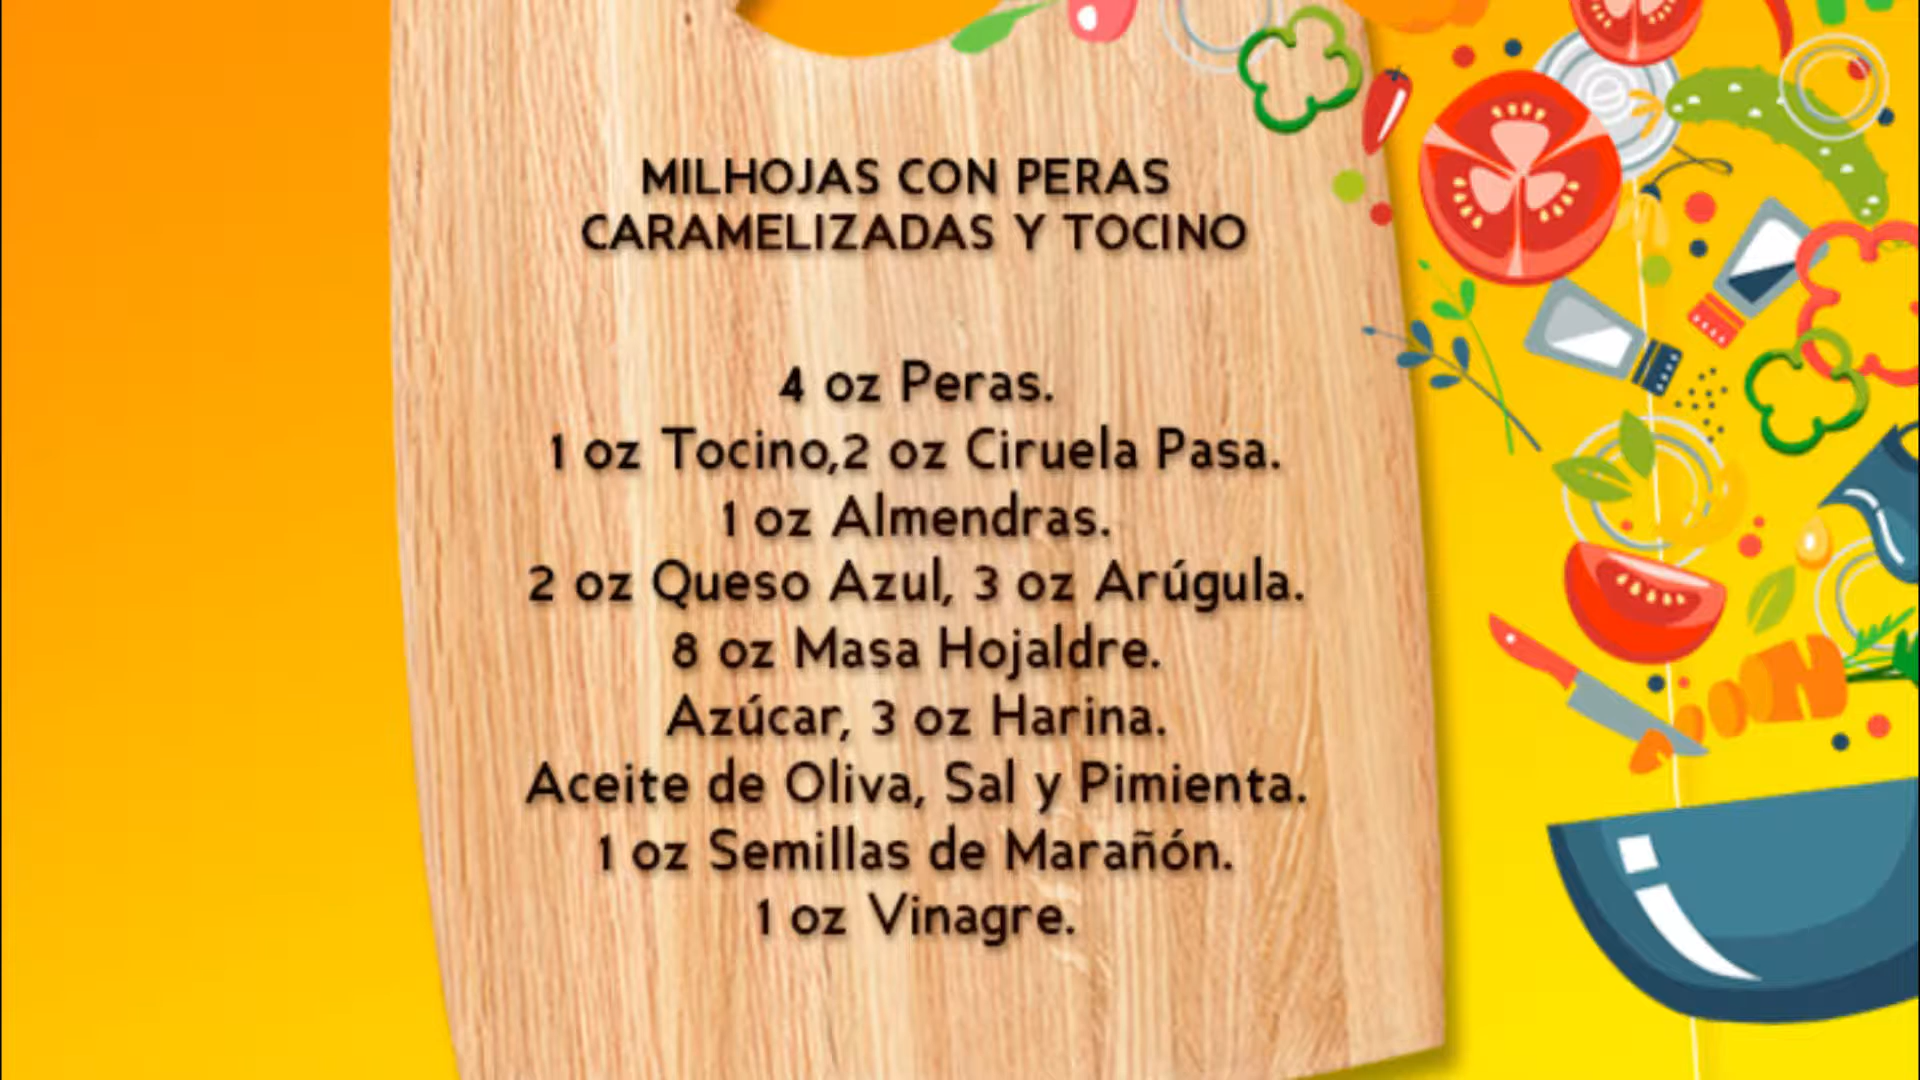 MILHOJAS CON PERAS
CARAMELIZADAS Y TOCINO
4 oz Peras.
1 oz Tocino,2 oz Ciruela Pasa.
1 oz Almendras.
2 oz Queso Azul, 3 oz Arúgula.
8 oz Masa Hojaldre.
Azúcar, 3 oz Harina.
Aceite de Oliva, Sal y Pimienta.
1 oz Semillas de Marañón.
1 oz Vinagre.